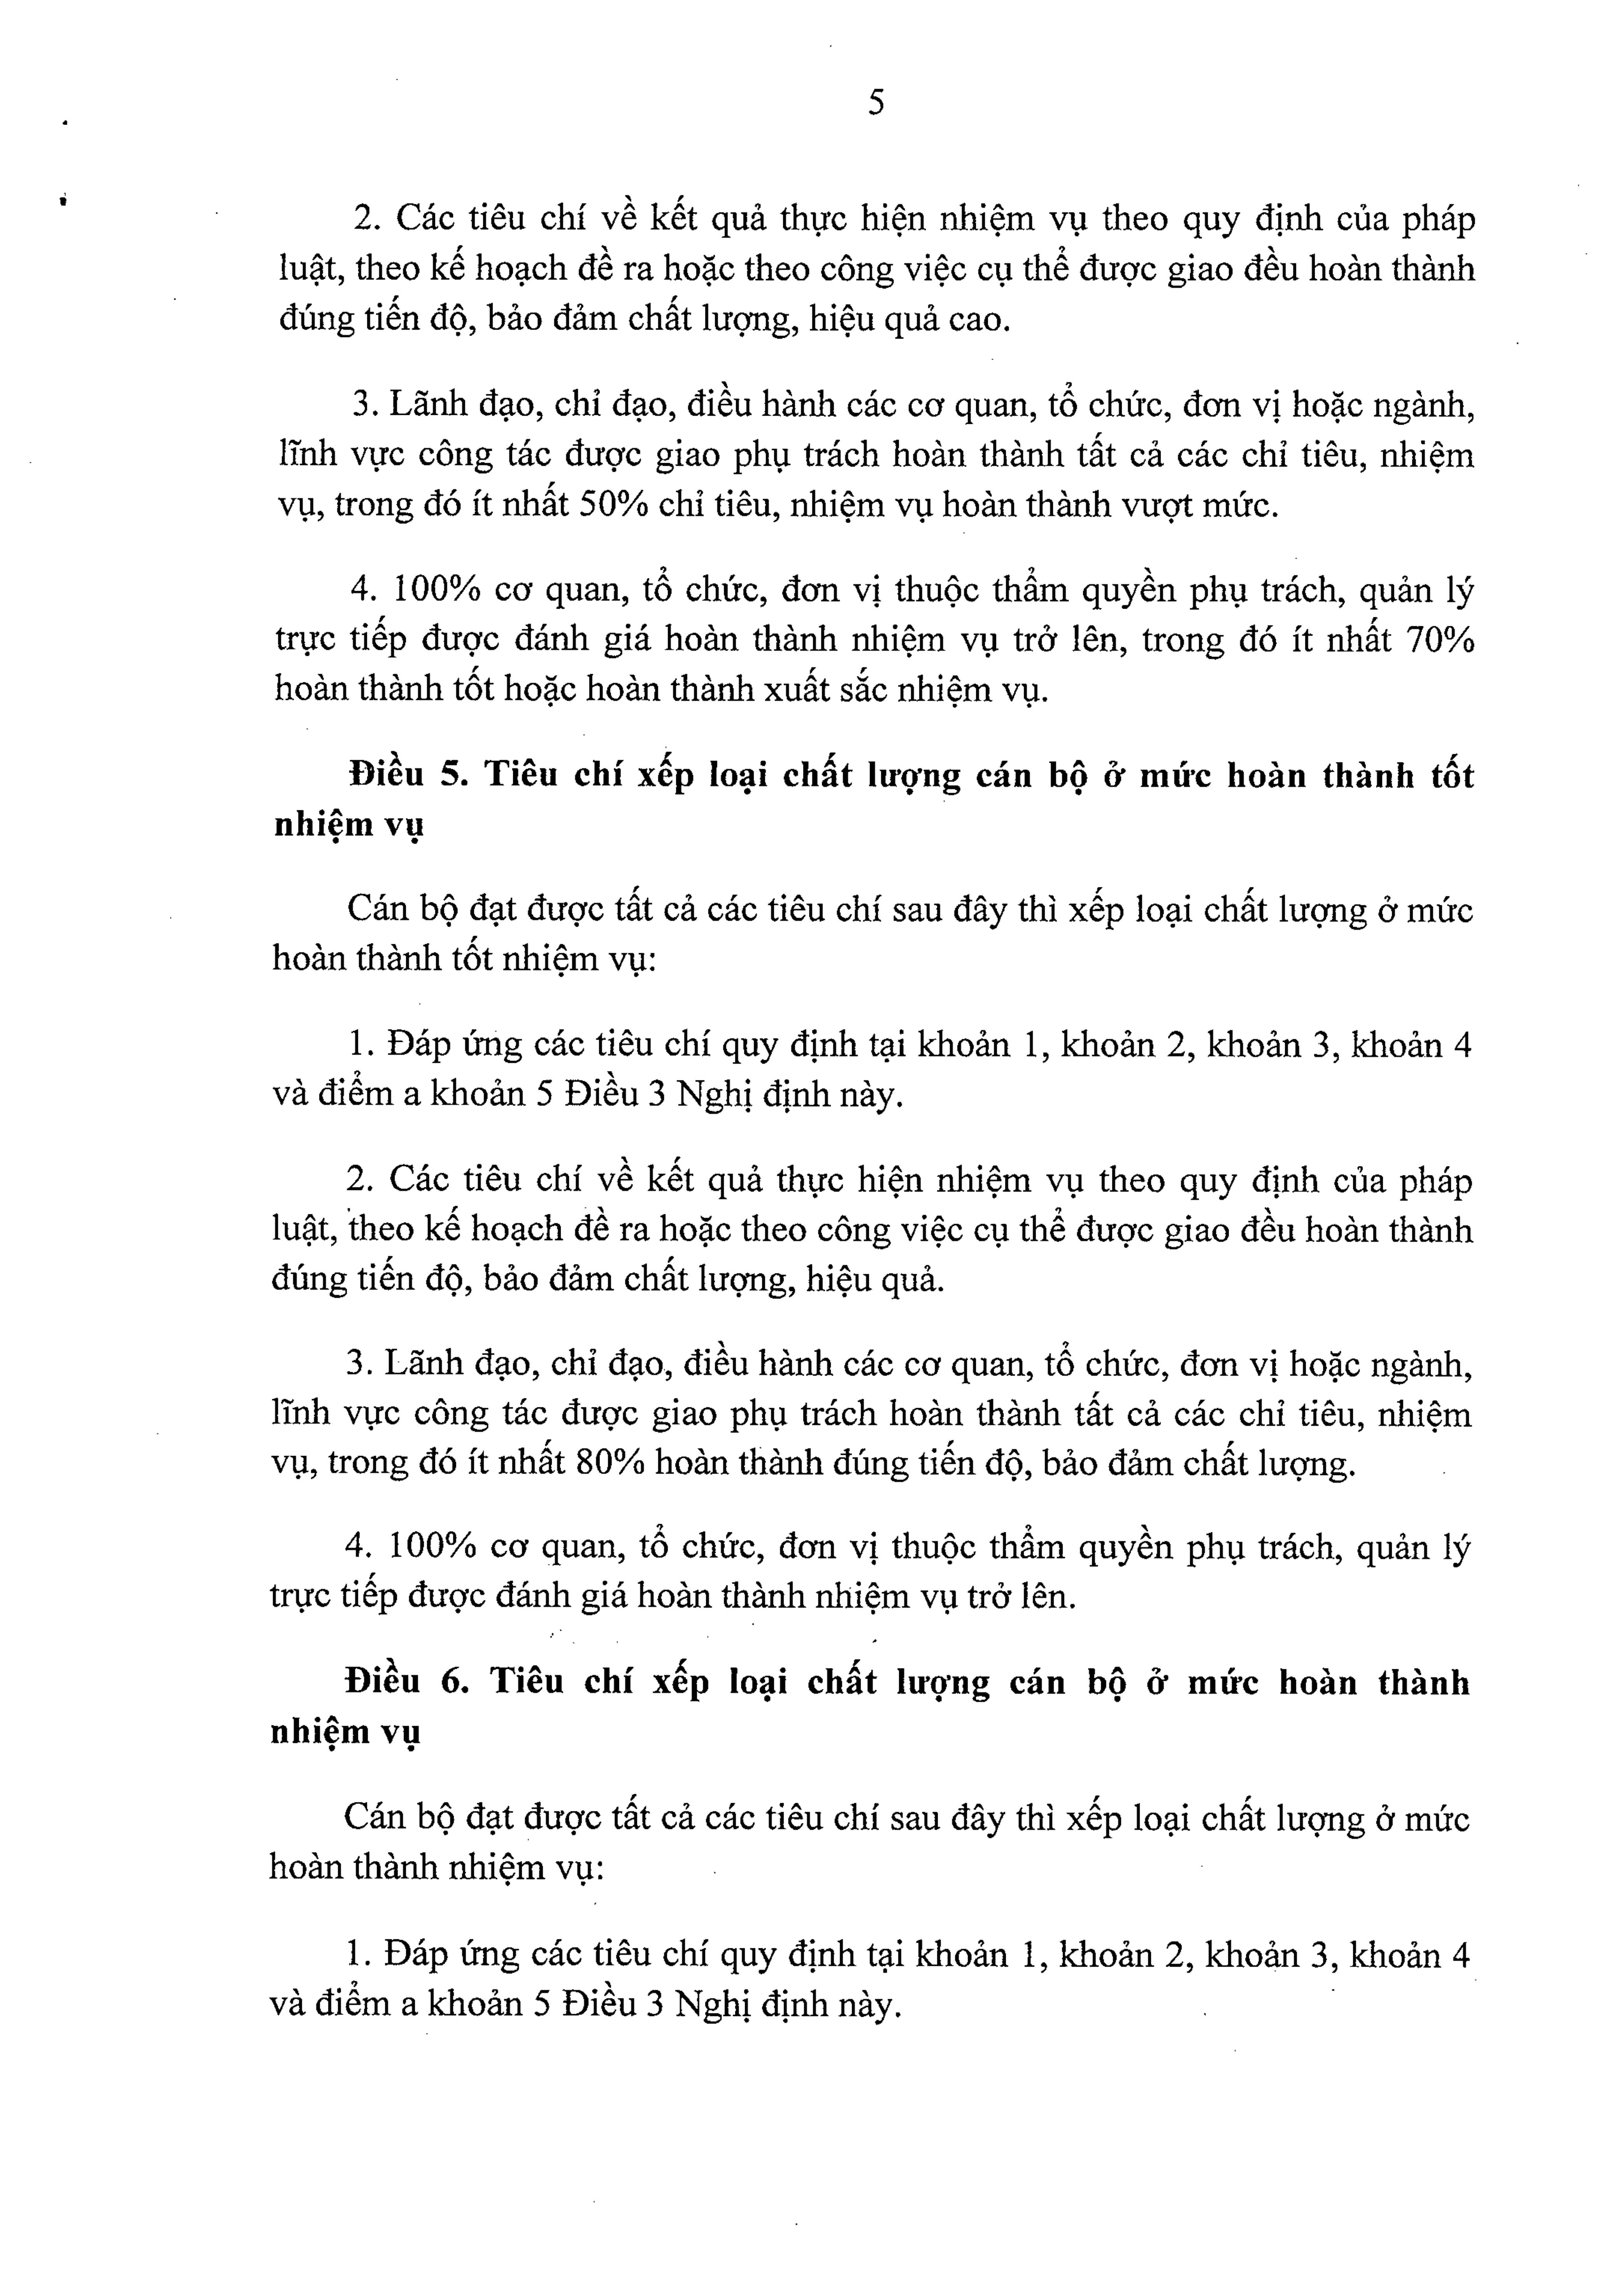 5
2. Các tiêu chí về kết quả thực hiện nhiệm vụ theo quy định của pháp
luật, theo kế hoạch đề ra hoặc theo công việc cụ thể được giao đều hoàn thành
đúng tiến độ, bảo đảm chất lượng, hiệu quả cao.
3. Lãnh đạo, chỉ đạo, điều hành các cơ quan, tổ chức, đơn vị hoặc ngành,
lĩnh vực công tác được giao phụ trách hoàn thành tất cả các chỉ tiêu, nhiệm
vụ, trong đó ít nhất 50% chỉ tiêu, nhiệm vụ hoàn thành vượt mức.
4. 100% cơ quan, tổ chức, đơn vị thuộc thẩm quyền phụ trách, quản lý
trực tiếp được đánh giá hoàn thành nhiệm vụ trở lên, trong đó ít nhất 70%
hoàn thành tốt hoặc hoàn thành xuất sắc nhiệm vụ.
Điều 5. Tiêu chí xếp loại chất lượng cán bộ ở mức hoàn thành tốt
nhiệm vụ
Cán bộ đạt được tất cả các tiêu chí sau đây thì xếp loại chất lượng ở mức
hoàn thành tốt nhiệm vụ:
1. Đáp ứng các tiêu chí quy định tại khoản 1, khoản 2, khoản 3, khoản 4
và điểm a khoản 5 Điều 3 Nghị định này.
2. Các tiêu chí về kết quả thực hiện nhiệm vụ theo quy định của pháp
luật, theo kế hoạch đề ra hoặc theo công việc cụ thể được giao đều hoàn thành
đúng tiến độ, bảo đảm chất lượng, hiệu quả.
3. Lãnh đạo, chỉ đạo, điều hành các cơ quan, tổ chức, đơn vị hoặc ngành,
lĩnh vực công tác được giao phụ trách hoàn thành tất cả các chỉ tiêu, nhiệm
vụ, trong đó ít nhất 80% hoàn thành đúng tiến độ, bảo đảm chất lượng.
4. 100% cơ quan, tổ chức, đơn vị thuộc thẩm quyền phụ trách, quản lý
trực tiếp được đánh giá hoàn thành nhiệm vụ trở lên.
Điều 6. Tiêu chí xếp loại chất lượng cán bộ ở mức hoàn thành
nhiệm vụ
Cán bộ đạt được tất cả các tiêu chí sau đây thì xếp loại chất lượng ở mức
hoàn thành nhiệm vụ:
1. Đáp ứng các tiêu chí quy định tại khoản 1, khoản 2, khoản 3, khoản 4
và điểm a khoản 5 Điều 3 Nghị định này.